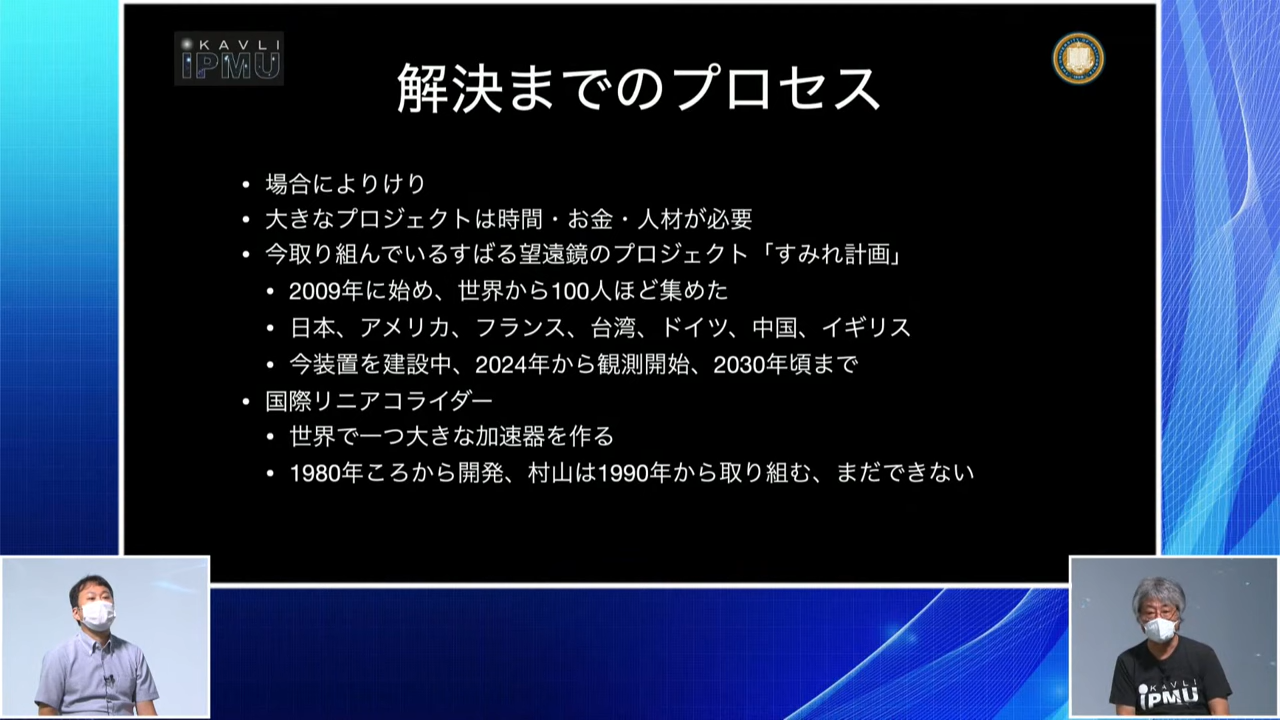 KAVLI
IPMU
解決までのプロセス
• 場合によりけり
• 大きなプロジェクトは時間・お金・人材が必要
• 今取り組んでいるすばる望遠鏡のプロジェクト「すみれ計画」
• 2009年に始め、世界から100人ほど集めた
• 日本、アメリカ、フランス、台湾、ドイツ、中国、イギリス
• 今装置を建設中、2024年から観測開始、2030年頃まで
• 国際リニアコライダー
• 世界で一つ大きな加速器を作る
• 1980年ころから開発、村山は1990年から取り組む、まだできない
KAVLI
IPMU